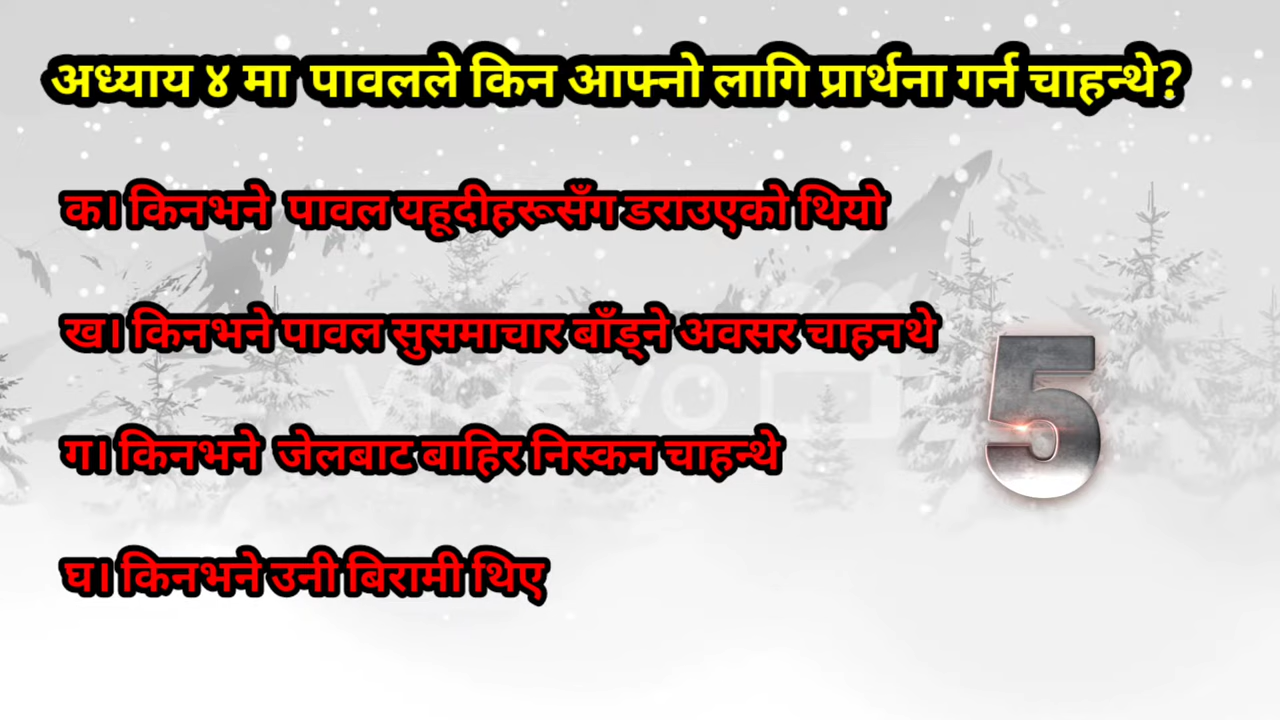 अध्याय ४ मा पावलले किन आफ्नो लागि प्रार्थना गर्न चाहन्थे?
क। किनभने पावल यहूदीहरूसँग डराउएको थियो
ख। किनभने पावल सुसमाचार बाँड्ने अवसर चाहनथे
videvo
5
ग। किनभने जेलबाट बाहिर निस्कन चाहन्थे
घ। किनभने उनी बिरामी थिए